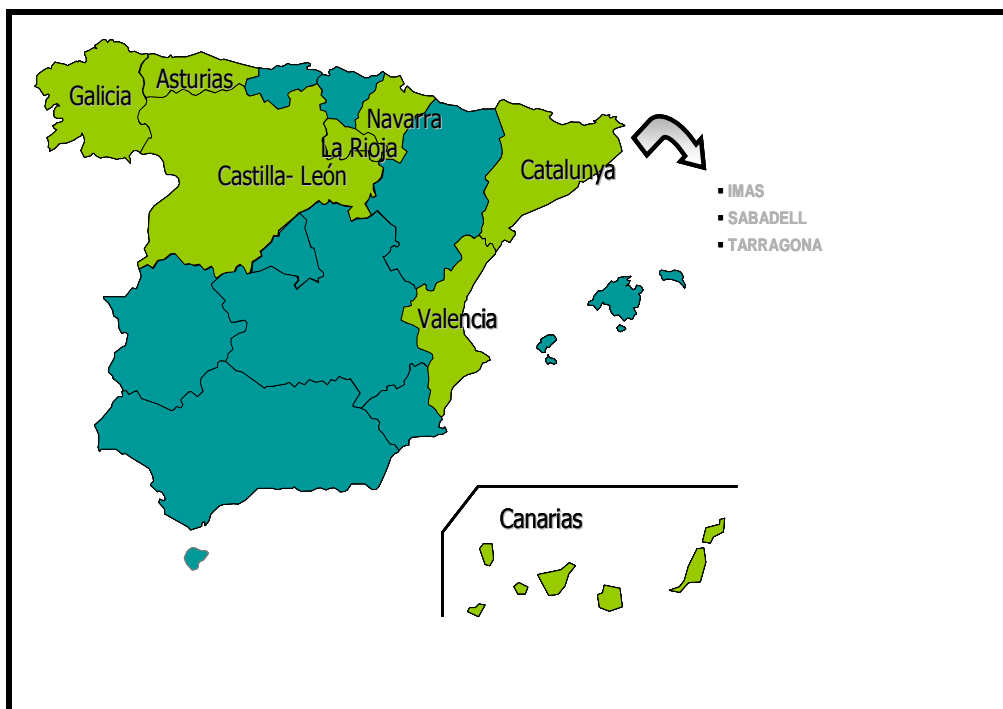 Asturias
Galicia
Navarra
La Rioja
Castilla- León
Catalunya
▪ IMAS
▪ SABADELL
▪ TARRAGONA
Valencia
Canarias